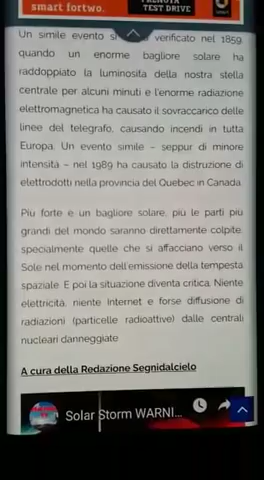 smart fortwo.
PRENOTA
TEST DRIVE
Un simile evento si verificato nel 1859
quando un enorme bagliore solare ha
raddoppiato la luminosità della nostra stella
centrale per alcuni minuti e l'enorme radiazione
elettromagnetica ha causato il sovraccarico delle
linee del telegrafo, causando incendi in tutta
Europa. Un evento simile – seppur di minore
intensità – nel 1989 ha causato la distruzione di
elettrodotti nella provincia del Quebec in Canada.
Più forte è un bagliore solare, più le parti più
grandi del mondo saranno direttamente colpite,
specialmente quelle che si affacciano verso il
Sole nel momento dell'emissione della tempesta
spaziale. E poi la situazione diventa critica. Niente
elettricità, niente Internet e forse diffusione di
radiazioni (particelle radioattive) dalle centrali
nucleari danneggiate
A cura della Redazione Segnidalcielo
Solar Storm WARNI...